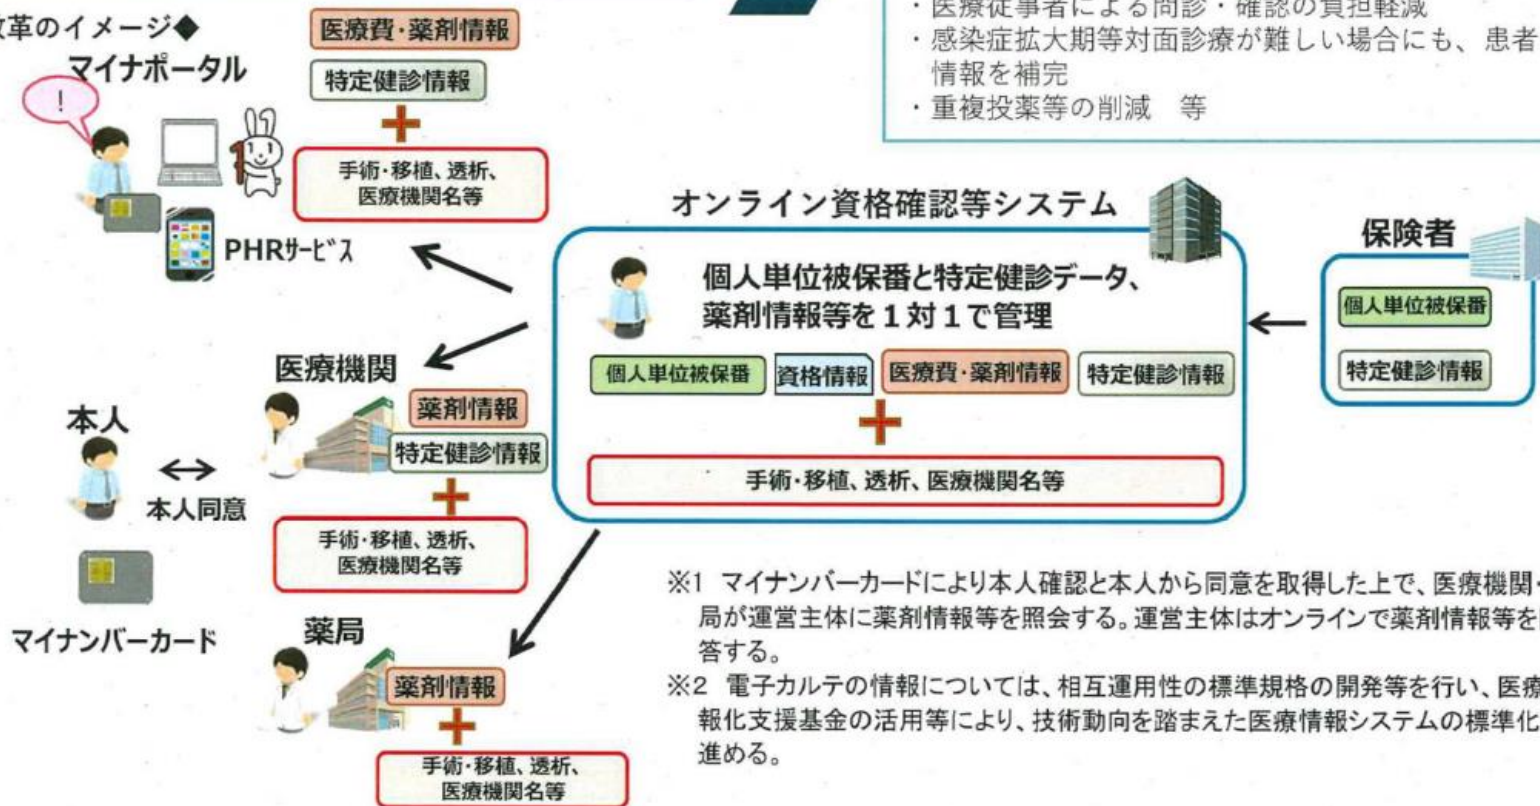 改革のイメージ◆
マイナポータル
!
医療費・薬剤情報
特定健診情報
手術・移植、透析、
医療機関名等
PHRサービス
・医療従事者による問診・確認の負担軽減
・感染症拡大期等対面診療が難しい場合にも、患者
情報を補完
・重複投薬等の削減 等
オンライン資格確認等システム
個人単位被保番と特定健診データ、
薬剤情報等を１対１で管理
個人単位被保番 資格情報 医療費・薬剤情報 特定健診情報
手術・移植、透析、医療機関名等
保険者
個人単位被保番
特定健診情報
医療機関
薬剤情報
特定健診情報
手術・移植、透析、
医療機関名等
本人
本人同意
マイナンバーカード
薬局
薬剤情報
手術・移植、透析、
医療機関名等
※1 マイナンバーカードにより本人確認と本人から同意を取得した上で、医療機関・
局が運営主体に薬剤情報等を照会する。運営主体はオンラインで薬剤情報等を
答する。
※2 電子カルテの情報については、相互運用性の標準規格の開発等を行い、医療
報化支援基金の活用等により、技術動向を踏まえた医療情報システムの標準化
進める。